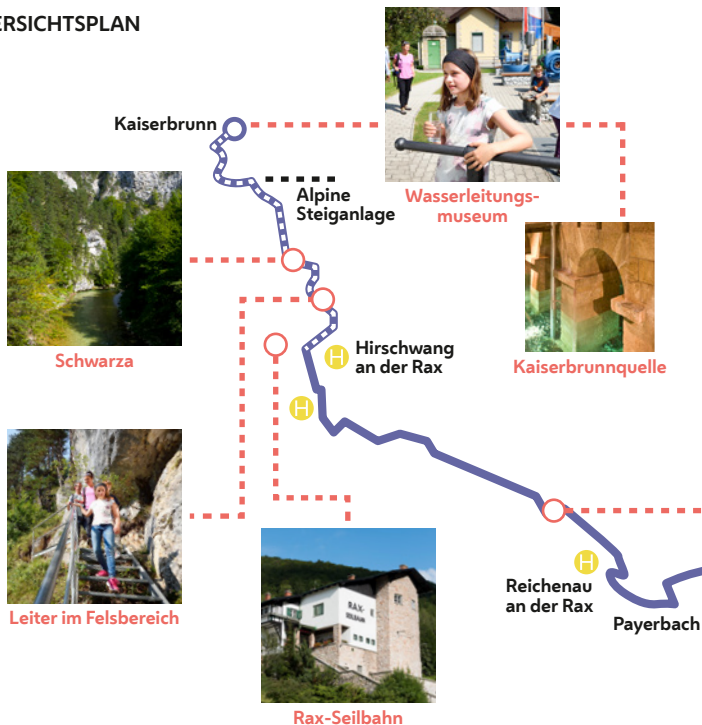 ERSICHTSPLAN
Kaiserbrunn
Alpine
Steiganlage
Wasserleitungs-
museum
Kaiserbrunnquelle
Schwarza
H
Hirschwang
an der Rax
H
Leiter im Felsbereich
RAX-
SEILBAHN
Rax-Seilbahn
H
Reichenau
an der Rax
Payerbach